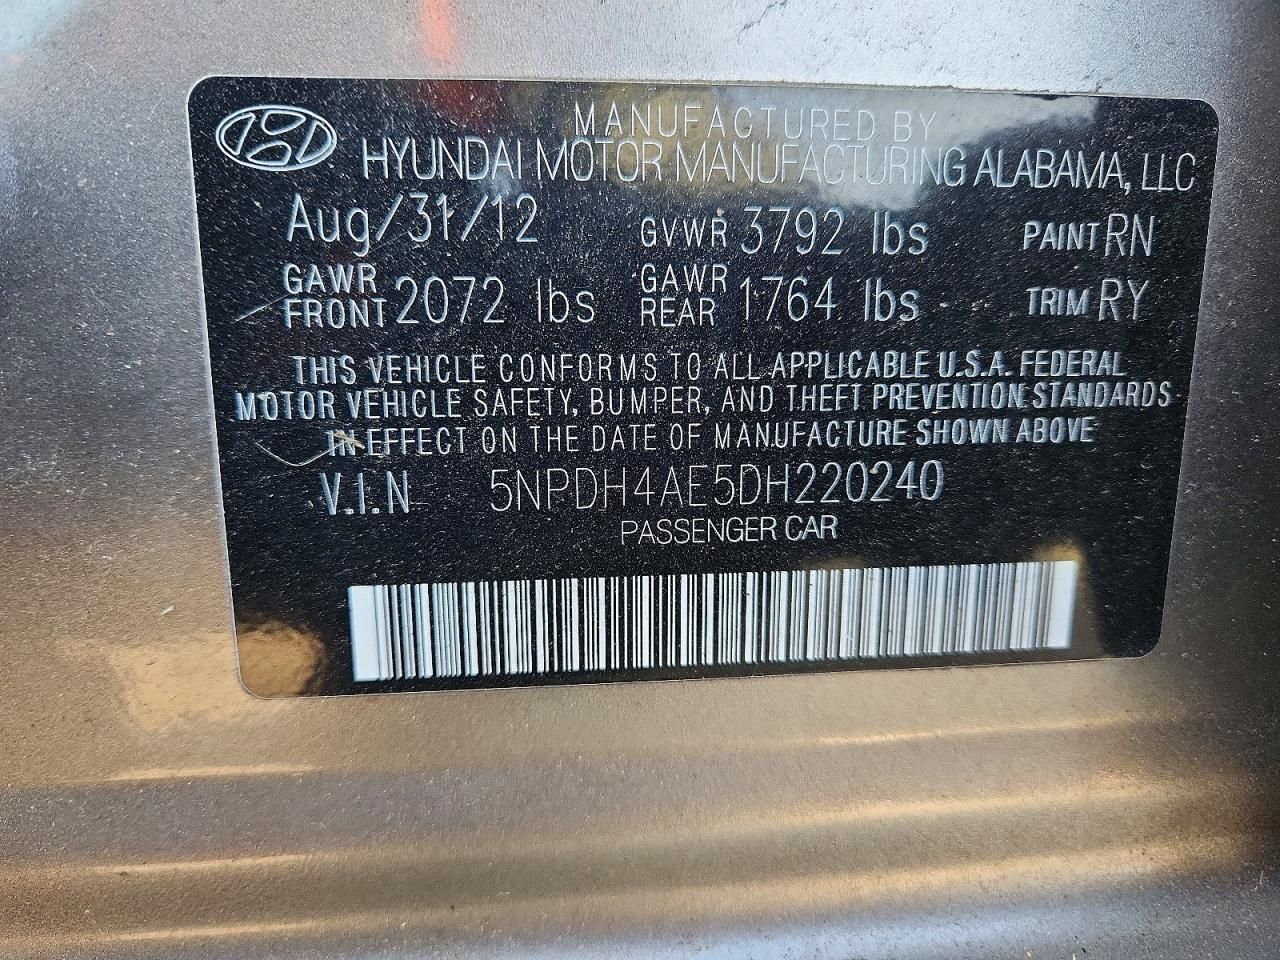 MANUFACTURED BY
HYUNDAI MOTOR MANUFACTURING ALABAMA, LLC
Aug/31/12 GVWR 3792 lbs PAINT RN
GAWR FRONT 2072 lbs GAWR REAR 1764 lbs TRIM RY
THIS VEHICLE CONFORMS TO ALL APPLICABLE U.S.A. FEDERAL
MOTOR VEHICLE SAFETY, BUMPER, AND THEFT PREVENTION STANDARDS
IN EFFECT ON THE DATE OF MANUFACTURE SHOWN ABOVE
V.I.N 5NPDH4AE5DH220240
PASSENGER CAR